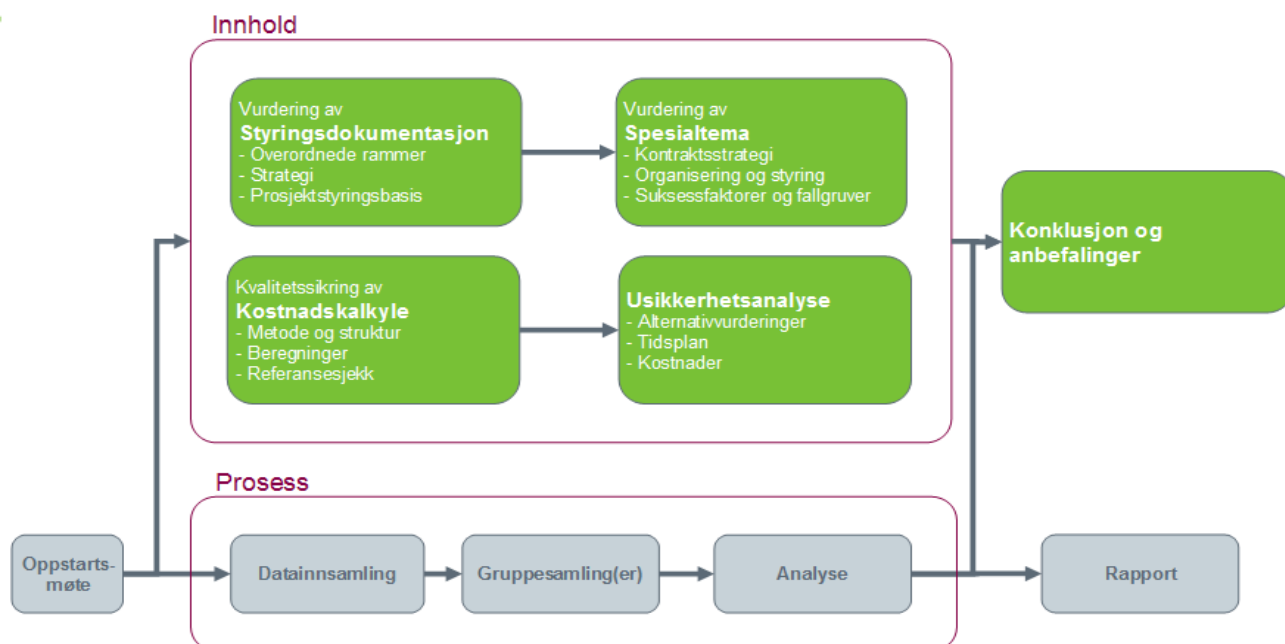 Innhold
Vurdering av
Styringsdokumentasjon
- Overordnede rammer
- Strategi
- Prosjektstyringsbasis
Vurdering av
Spesialtema
- Kontraktsstrategi
- Organisering og styring
- Suksessfaktorer og fallgruver
Kvalitetssikring av
Kostnadskalkyle
- Metode og struktur
- Beregninger
- Referansesjekk
Usikkerhetsanalyse
- Alternativvurderinger
- Tidsplan
- Kostnader
Konklusjon og
anbefalinger
Prosess
Oppstarts-
møte
Datainnsamling
Gruppesamling(er)
Analyse
Rapport